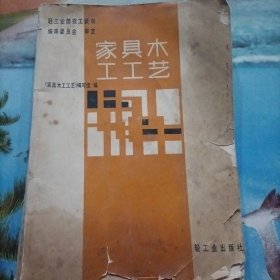 轻工业部技工教材
编审委员会 审定
家具木
工工艺
《家具木工工艺》编写组 编
轻工业出版社